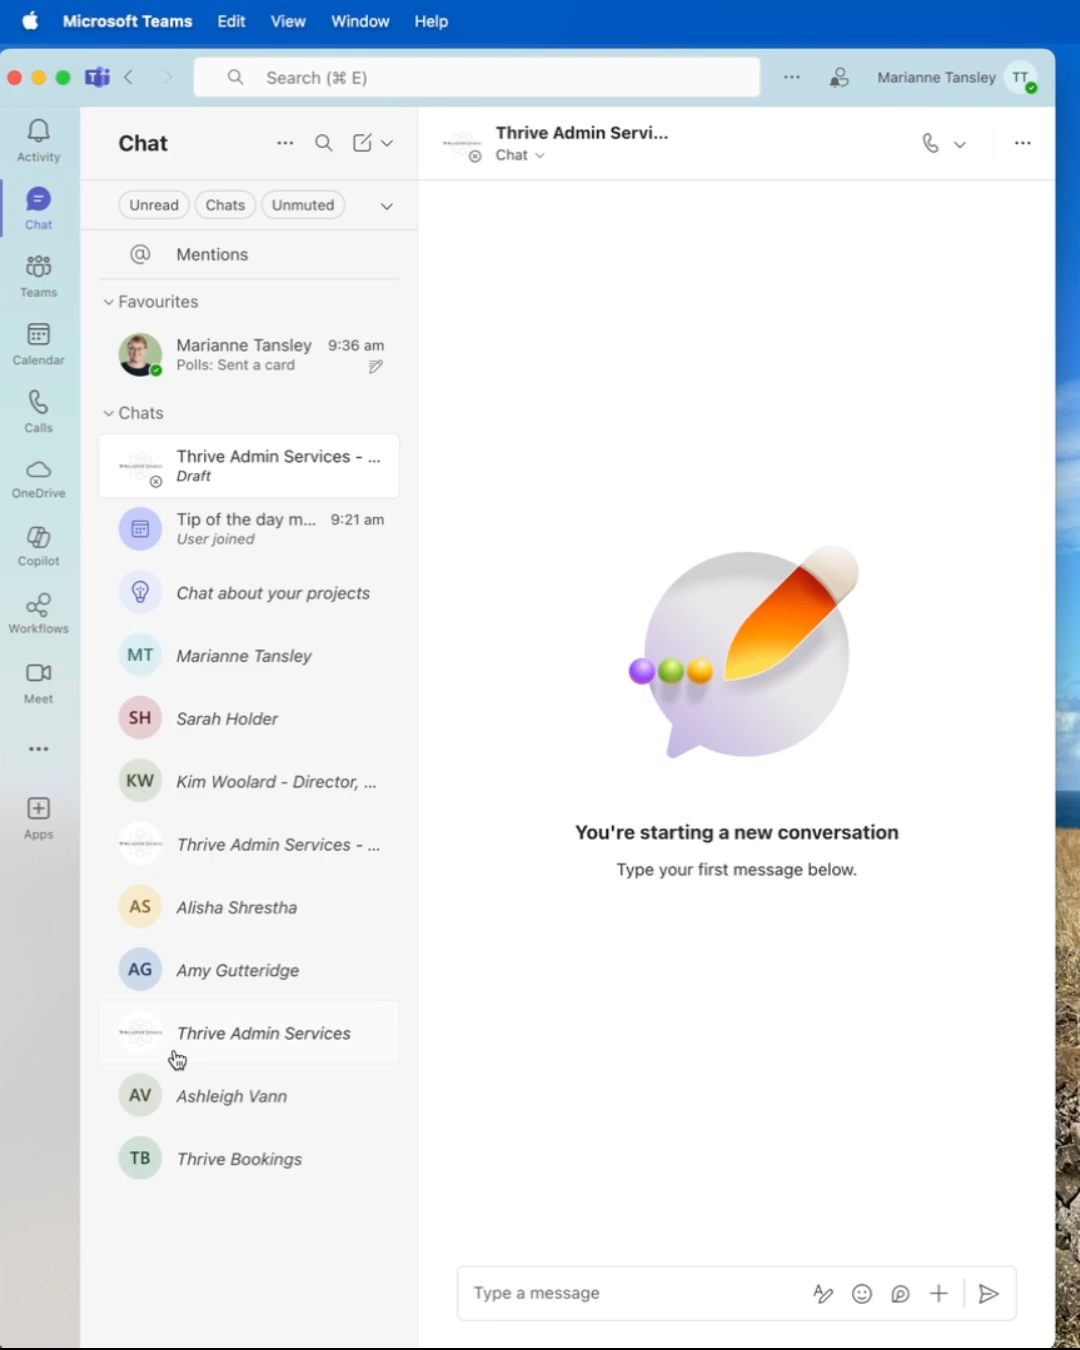 Microsoft Teams Edit View Window Help
Search (⌘ E)
Marianne Tansley TT
Activity
Chat
Teams
Calendar
Calls
OneDrive
Copilot
Workflows
Meet
Apps
Chat
Unread Chats Unmuted
@ Mentions
Favourites
Marianne Tansley 9:36 am
Polls: Sent a card
Chats
Thrive Admin Services - ...
Draft
Tip of the day m... 9:21 am
User joined
Chat about your projects
MT Marianne Tansley
SH Sarah Holder
KW Kim Woolard - Director, ...
Thrive Admin Services - ...
AS Alisha Shrestha
AG Amy Gutteridge
Thrive Admin Services
AV Ashleigh Vann
TB Thrive Bookings
Thrive Admin Servi...
Chat
You're starting a new conversation
Type your first message below.
Type a message